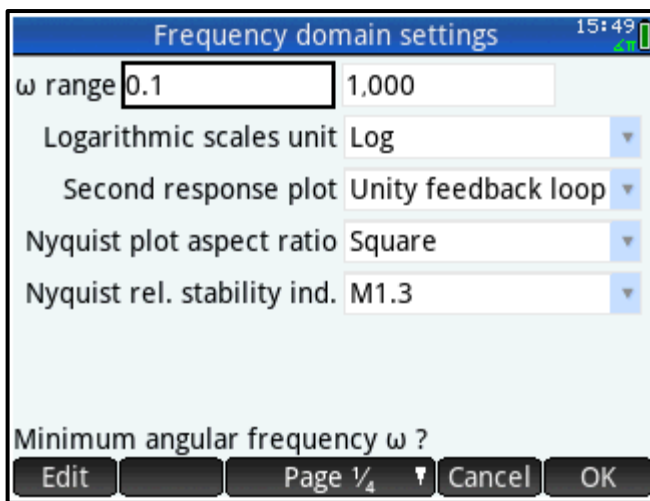 Frequency domain settings 15:49
∡π
ω range 0.1 1,000
Logarithmic scales unit Log
Second response plot Unity feedback loop
Nyquist plot aspect ratio Square
Nyquist rel. stability ind. M1.3
Minimum angular frequency ω ?
Edit Page ¼ Cancel OK